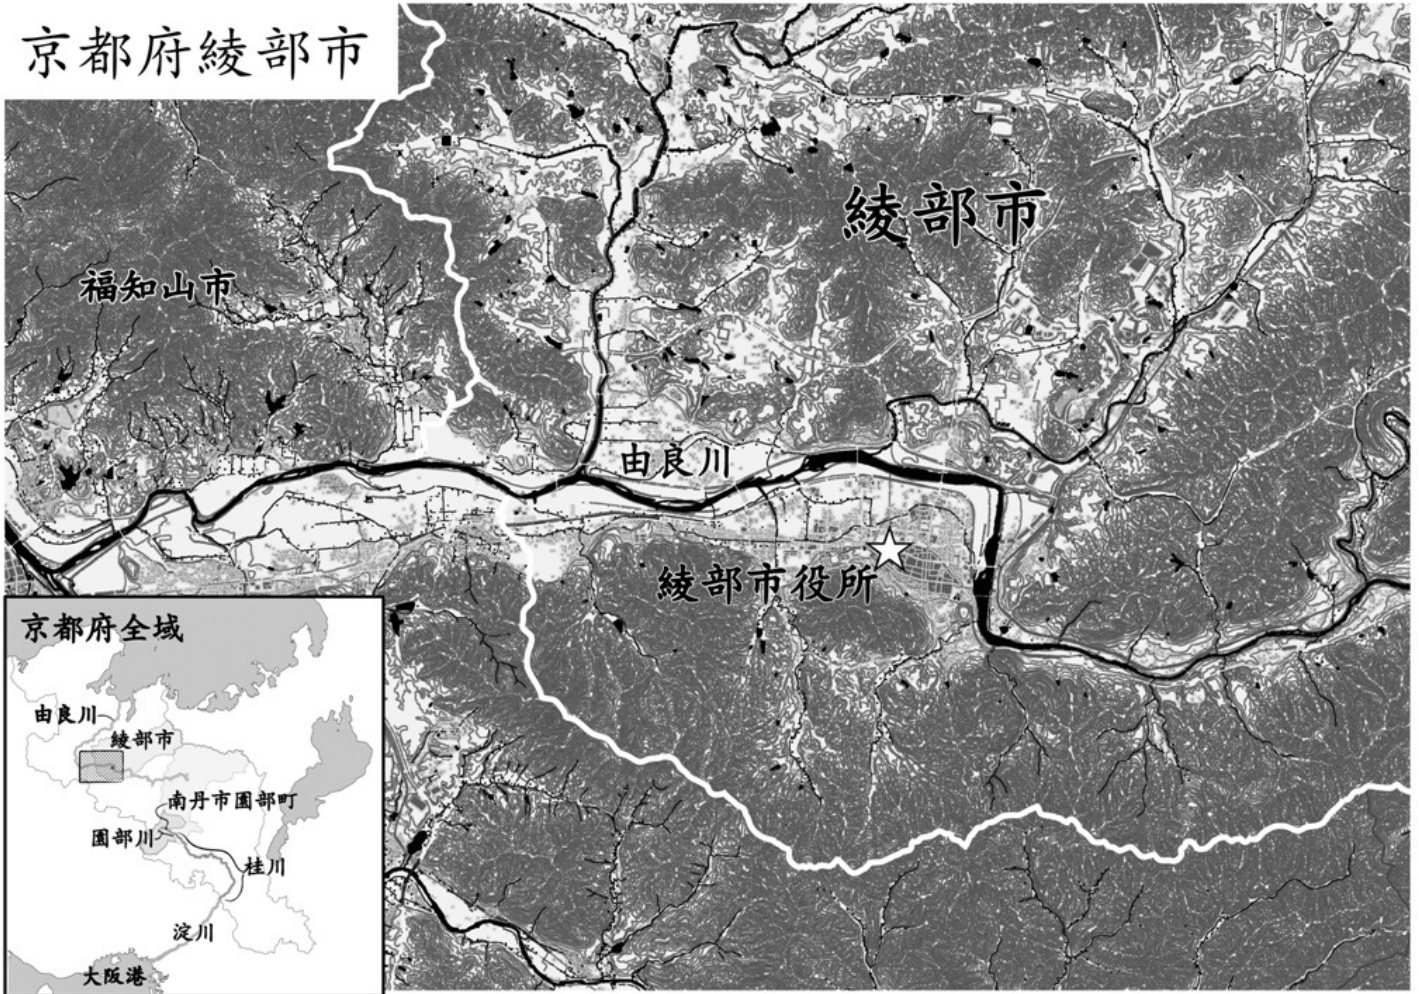 京都府綾部市
綾部市
福知山市
由良川
綾部市役所
京都府全域
由良川
綾部市
南丹市園部町
園部川
桂川
淀川
大阪港